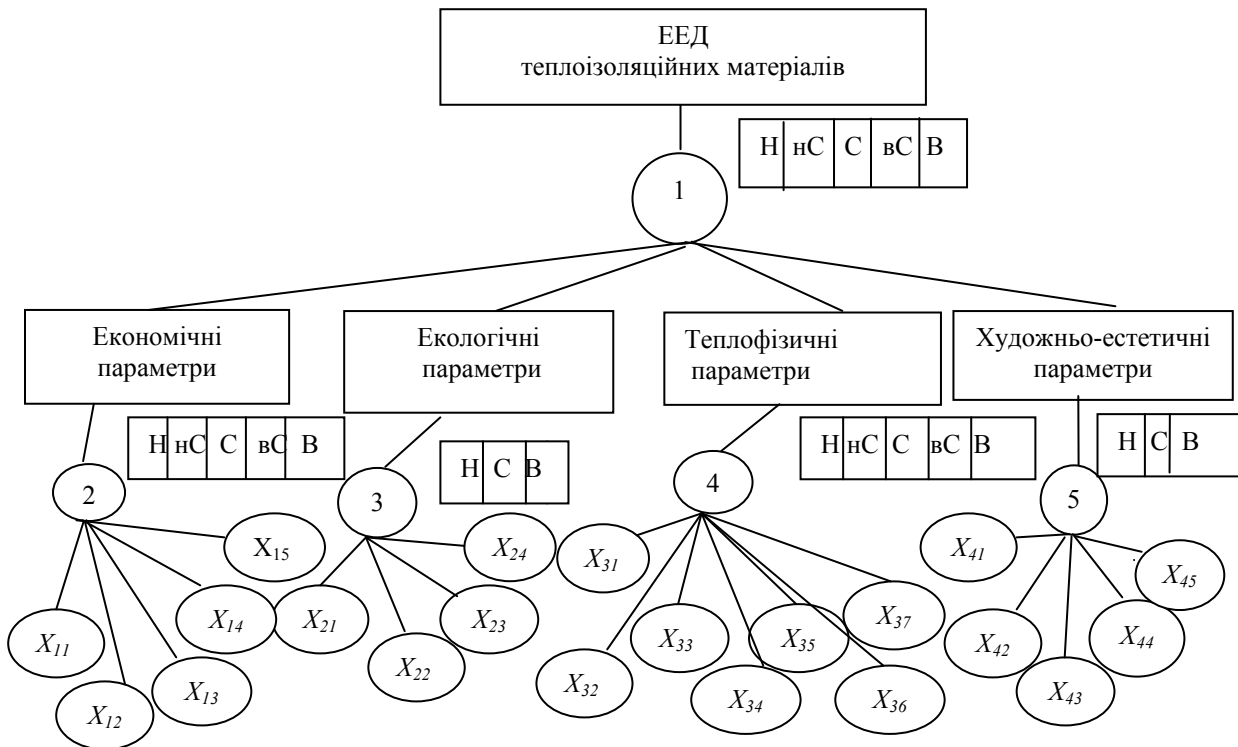 ЕЕД
теплоізоляційних матеріалів
Н нС С вС В
1
Економічні
параметри
Екологічні
параметри
Теплофізичні
параметри
Художньо-естетичні
параметри
Н нС С вС В
Н С В
Н нС С вС В
Н С В
2
3
4
5
X15
X24
X31
X41
X45
X11
X14
X21
X23
X33
X35
X37
X42
X44
X12
X13
X22
X32
X34
X36
X43